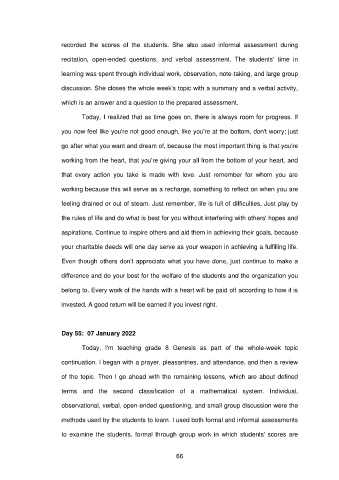 recorded the scores of the students. She also used informal assessment during
recitation, open-ended questions, and verbal assessment. The students' time in
learning was spent through individual work, observation, note-taking, and large group
discussion. She closes the whole week's topic with a summary and a verbal activity,
which is an answer and a question to the prepared assessment.
Today, I realized that as time goes on, there is always room for progress. If
you now feel like you're not good enough, like you're at the bottom, don't worry; just
go after what you want and dream of, because the most important thing is that you're
working from the heart, that you're giving your all from the bottom of your heart, and
that every action you take is made with love. Just remember for whom you are
working because this will serve as a recharge, something to reflect on when you are
feeling drained or out of steam. Just remember, life is full of difficulties. Just play by
the rules of life and do what is best for you without interfering with others' hopes and
aspirations. Continue to inspire others and aid them in achieving their goals, because
your charitable deeds will one day serve as your weapon in achieving a fulfilling life.
Even though others don't appreciate what you have done, just continue to make a
difference and do your best for the welfare of the students and the organization you
belong to. Every work of the hands with a heart will be paid off according to how it is
invested. A good return will be earned if you invest right.
Day 55: 07 January 2022
Today, I'm teaching grade 8 Genesis as part of the whole-week topic
continuation. I began with a prayer, pleasantries, and attendance, and then a review
of the topic. Then I go ahead with the remaining lessons, which are about defined
terms and the second classification of a mathematical system. Individual,
observational, verbal, open-ended questioning, and small group discussion were the
methods used by the students to learn. I used both formal and informal assessments
to examine the students. formal through group work in which students' scores are
66